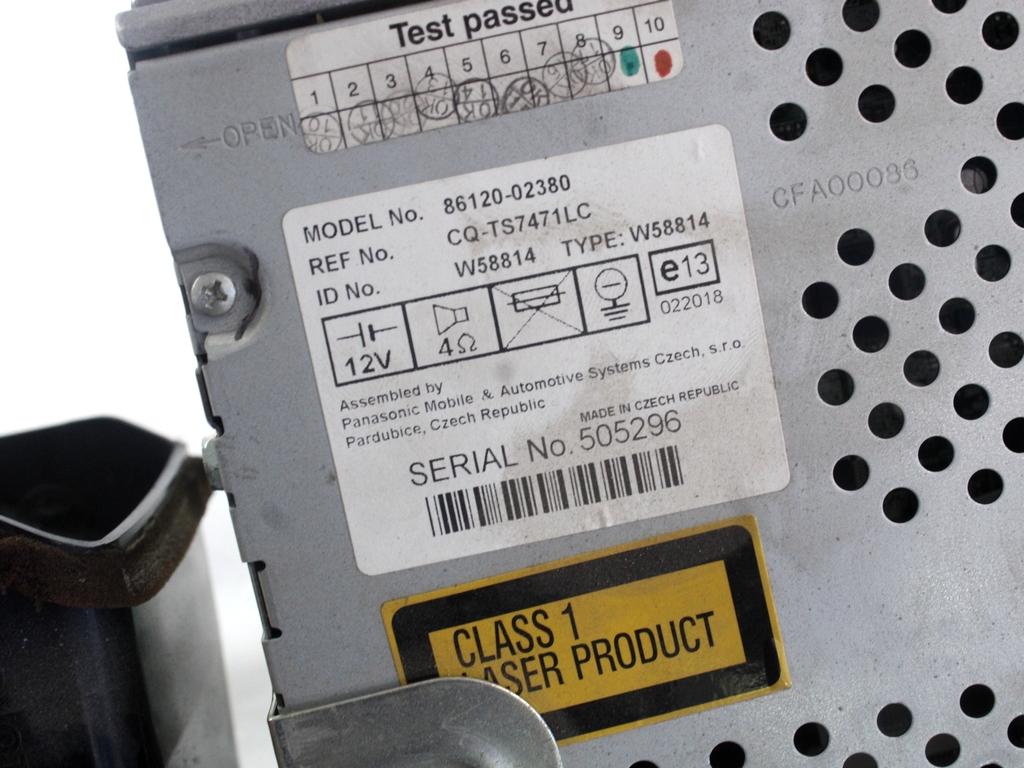 Test passed
1 2 3 4 5 6 7 8 9 10
OPEN
MODEL No. 86120-02380
REF No. CQ-TS7471LC
ID No. W58814 TYPE: W58814
12V 4Ω e13
022018
Assembled by
Panasonic Mobile & Automotive Systems Czech, s.r.o.
Pardubice, Czech Republic
MADE IN CZECH REPUBLIC
SERIAL No. 505296
CFA00086
CLASS 1
LASER PRODUCT